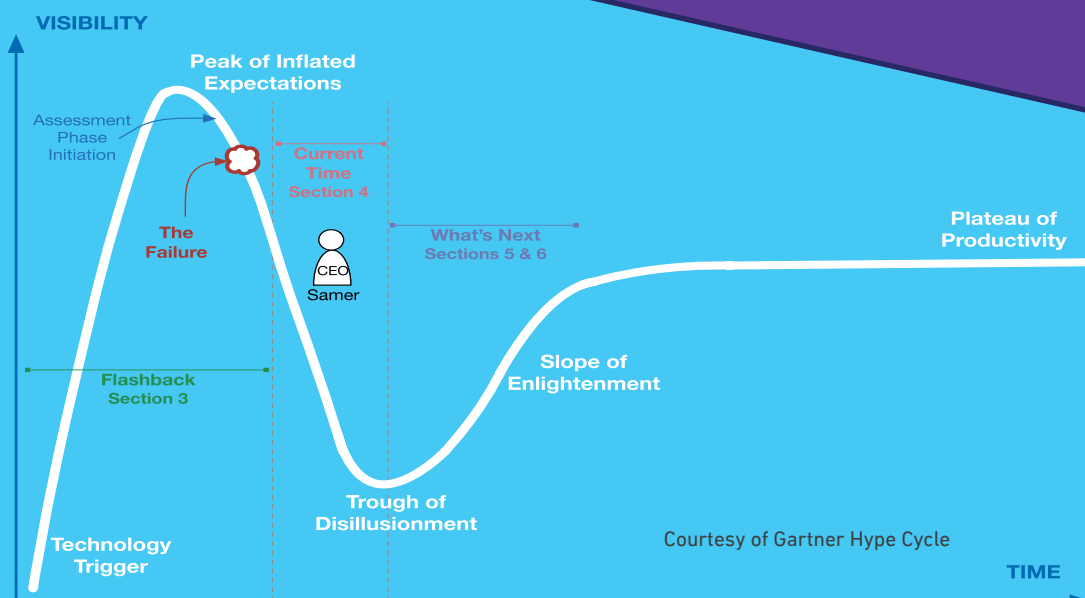 VISIBILITY
Peak of Inflated
Expectations
Assessment
Phase
Initiation
Current
Time
Section 4
The
Failure
What's Next
Sections 5 & 6
Plateau of
Productivity
CEO
Samer
Flashback
Section 3
Slope of
Enlightenment
Trough of
Disillusionment
Technology
Trigger
Courtesy of Gartner Hype Cycle
TIME